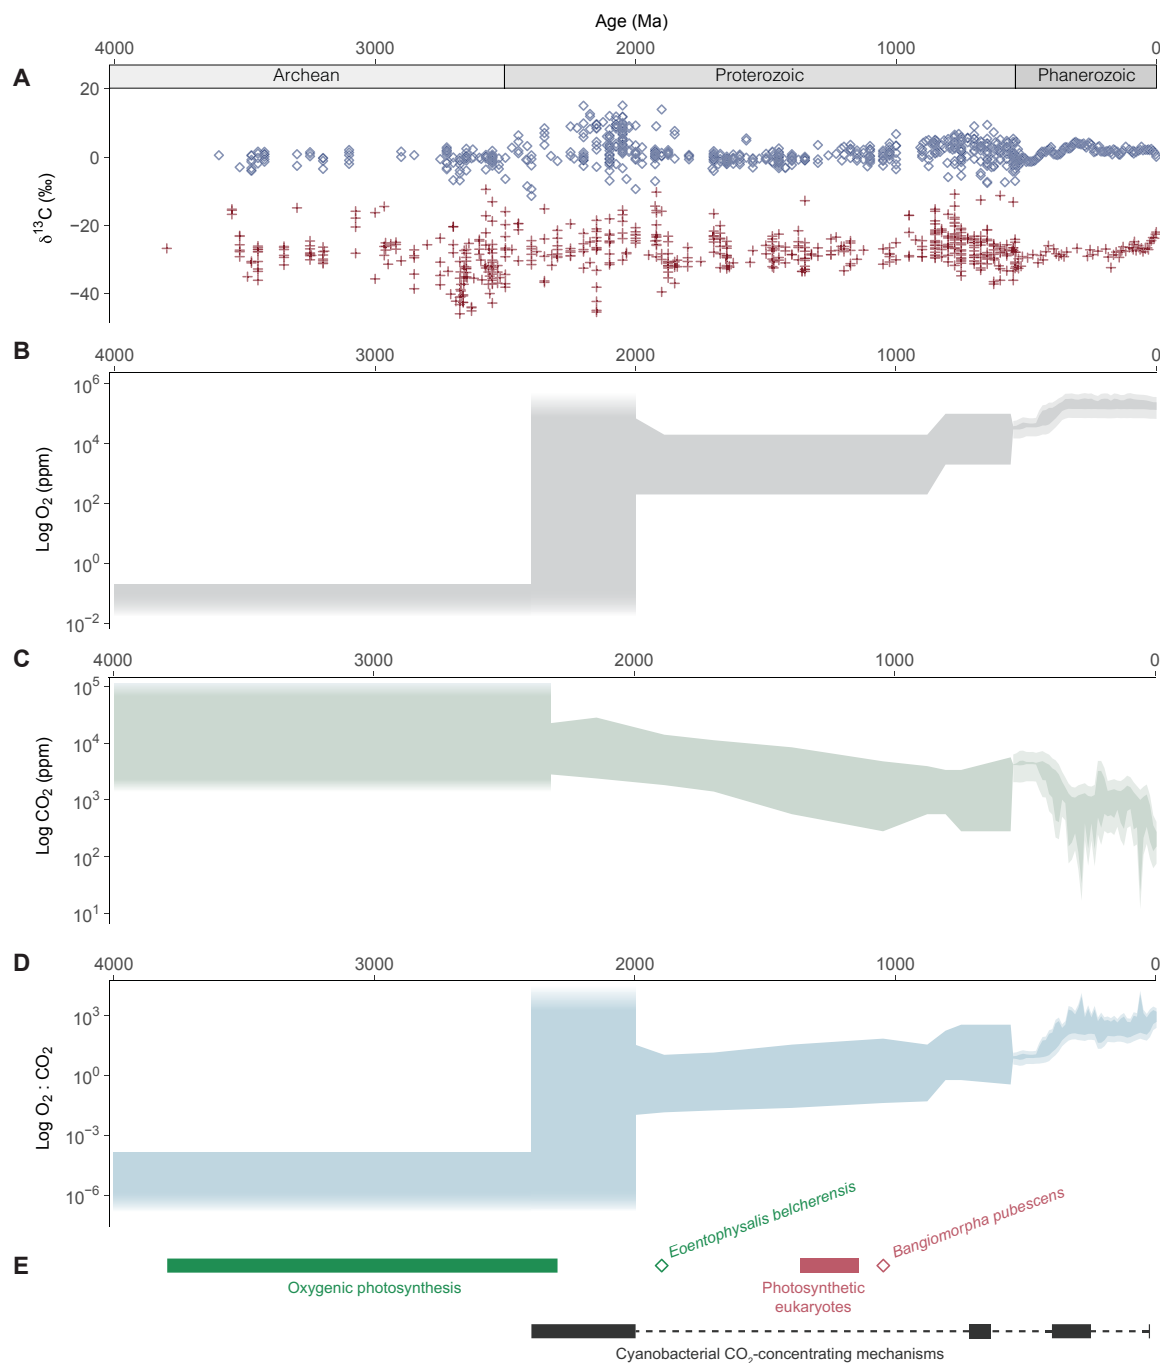 Age (Ma)
4000 3000 2000 1000 0
A
Archean Proterozoic Phanerozoic
20
0
−20
−40
δ¹³C (‰)
B
4000 3000 2000 1000 0
10⁶
10⁴
10²
10⁰
10⁻²
Log O₂ (ppm)
C
4000 3000 2000 1000 0
10⁵
10⁴
10³
10²
10¹
Log CO₂ (ppm)
D
4000 3000 2000 1000 0
10³
10⁰
10⁻³
10⁻⁶
Log O₂ : CO₂
E
Eoentophysalis belcherensis
Bangiomorpha pubescens
Oxygenic photosynthesis
Photosynthetic
eukaryotes
Cyanobacterial CO₂-concentrating mechanisms